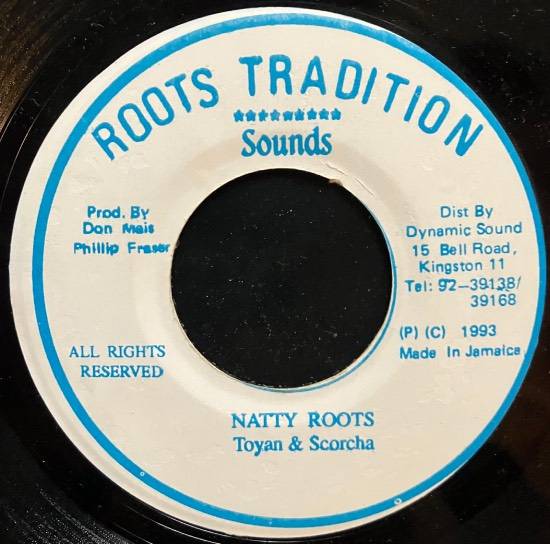 ROOTS TRADITION
Sounds
Prod. By
Don Mais
Phillip Fraser
Dist By
Dynamic Sound
15 Bell Road,
Kingston 11
Tel: 92-39138/
39168
(P) (C) 1993
Made In Jamaica
ALL RIGHTS
RESERVED
NATTY ROOTS
Toyan & Scorcha